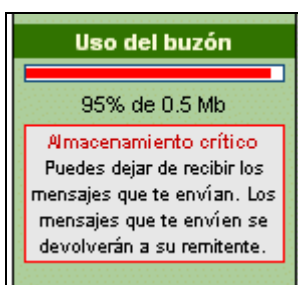 Uso del buzón
95% de 0.5 Mb
Almacenamiento crítico
Puedes dejar de recibir los
mensajes que te envían. Los
mensajes que te envíen se
devolverán a su remitente.